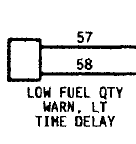 57
58
LOW FUEL QTY
WARN, LT
TIME DELAY